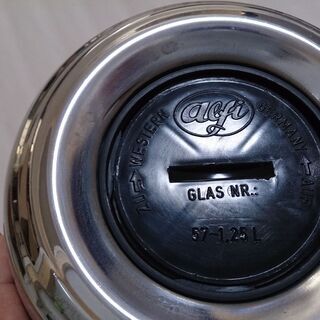 alfi
ZU ← WESTERN GERMANY → AUF
GLAS NR.:
57-1,25 L